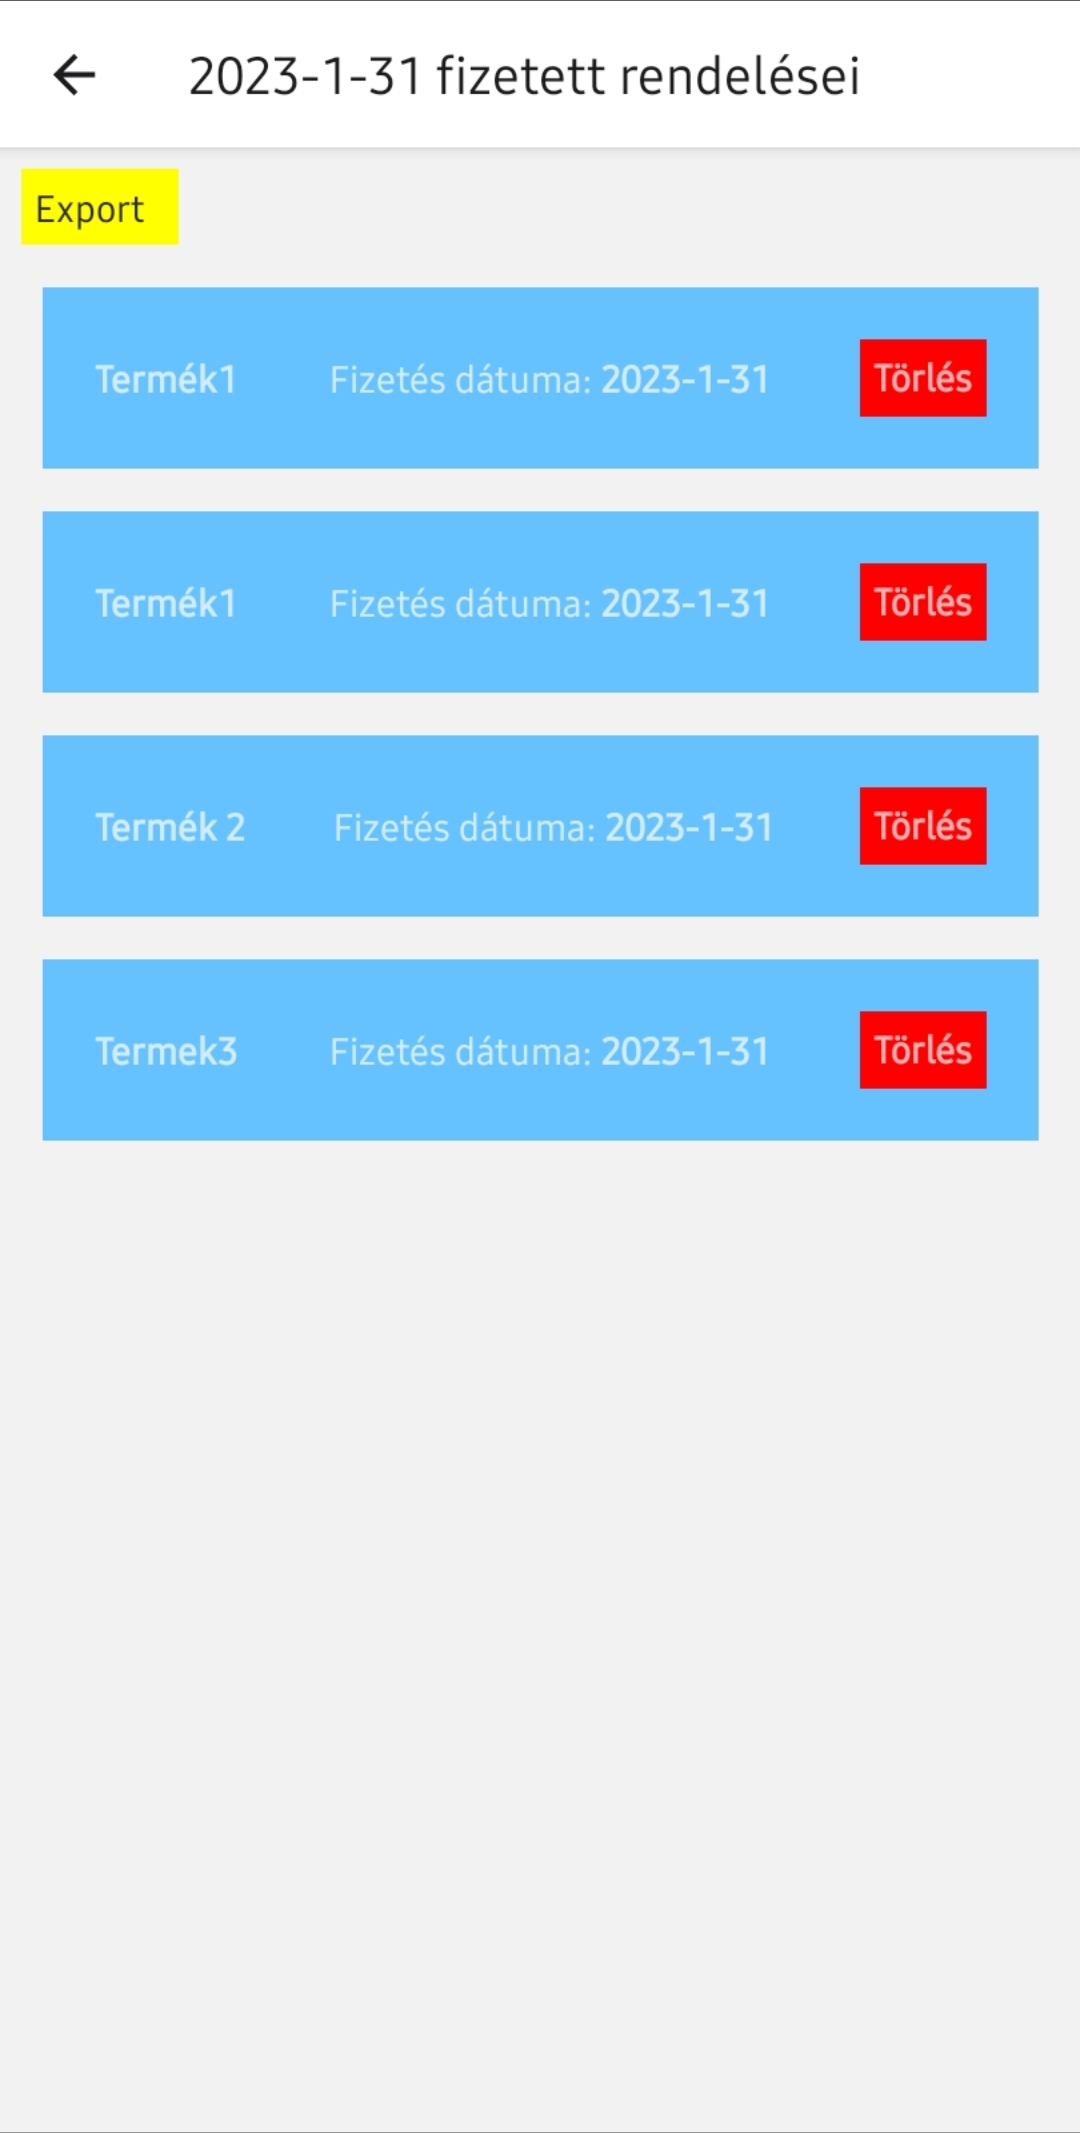 2023-1-31 fizetett rendelései
Export
Termék1 Fizetés dátuma: 2023-1-31 Törlés
Termék1 Fizetés dátuma: 2023-1-31 Törlés
Termék 2 Fizetés dátuma: 2023-1-31 Törlés
Termek3 Fizetés dátuma: 2023-1-31 Törlés